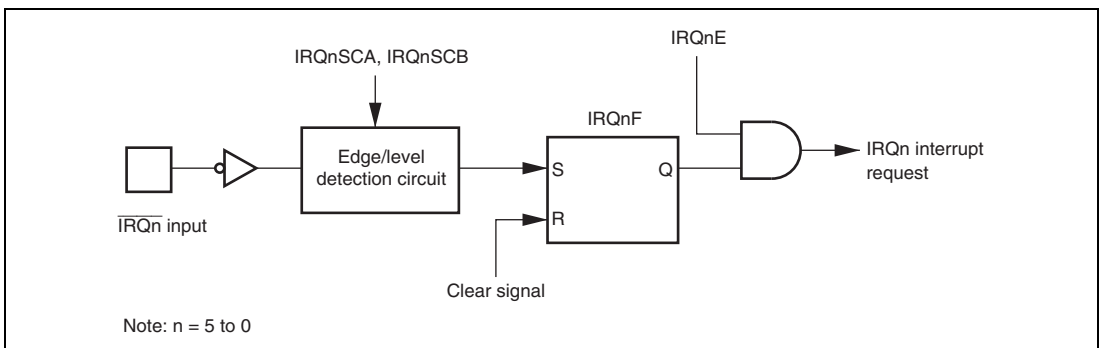 IRQnE
IRQnSCA, IRQnSCB
IRQnF
Edge/level
detection circuit
S
Q
IRQn interrupt
request
R
IRQn input
Clear signal
Note: n = 5 to 0